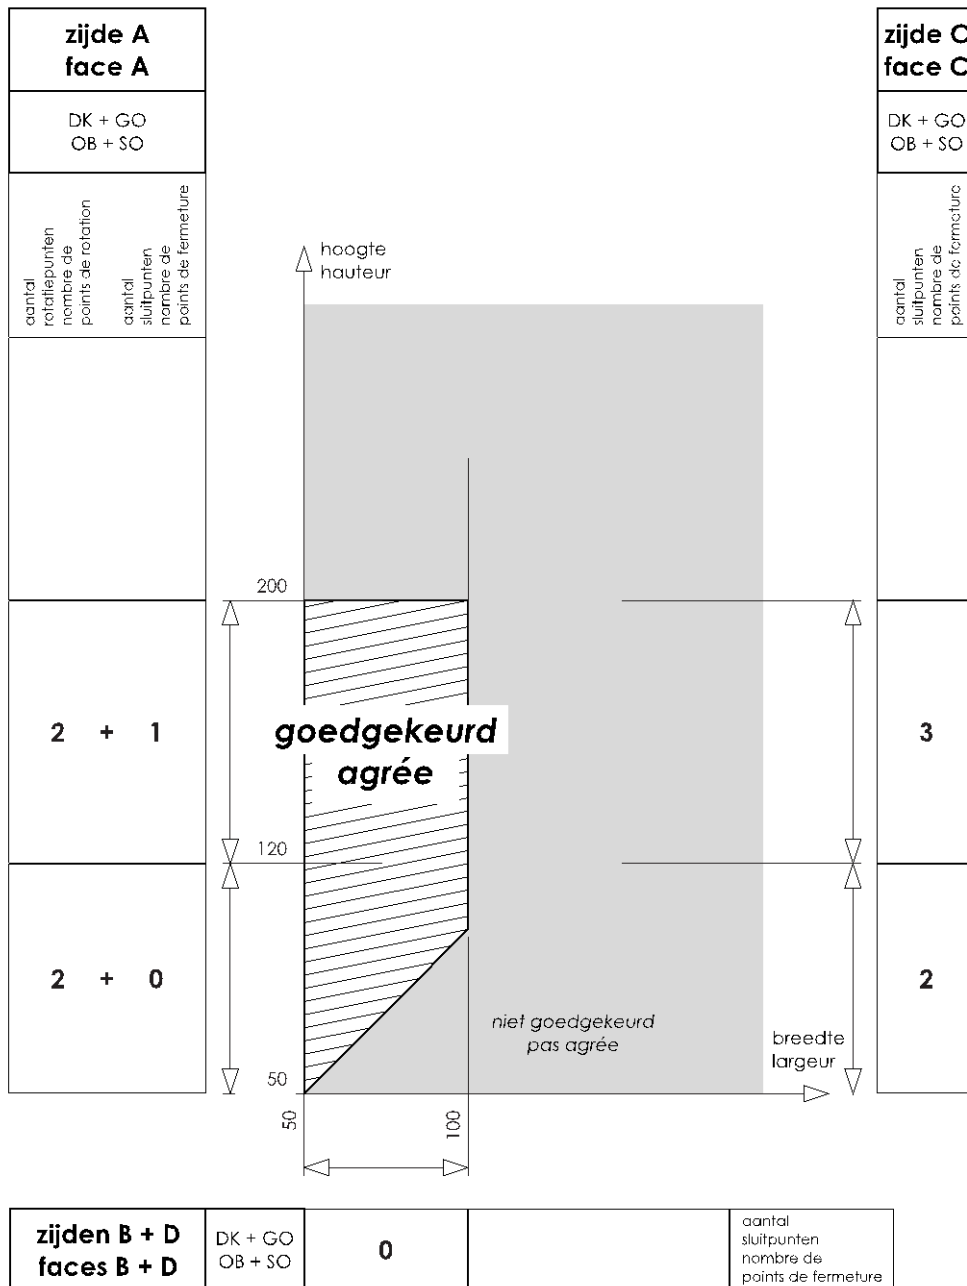 zijde A
face A
DK + GO
OB + SO
aantal
rotatiepunten
nombre de
points de rotation
aantal
sluitpunten
nombre de
points de fermeture
zijde C
face C
DK + GO
OB + SO
aantal
sluitpunten
nombre de
points de fermeture
hoogte
hauteur
200
2 + 1
goedgekeurd
agrée
3
120
2 + 0
2
niet goedgekeurd
pas agrée
breedte
largeur
50
50
100
zijden B + D
faces B + D
DK + GO
OB + SO
0
aantal
sluitpunten
nombre de
points de fermeture